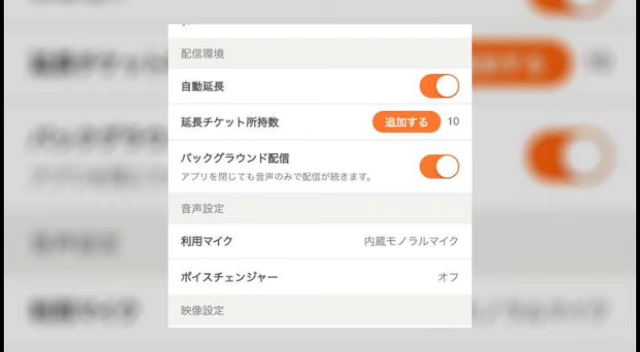 配信環境
自動延長
延長チケット所持数 追加する 10
バックグラウンド配信
アプリを閉じても音声のみで配信が続きます。
音声設定
利用マイク 内蔵モノラルマイク
ボイスチェンジャー オフ
映像設定